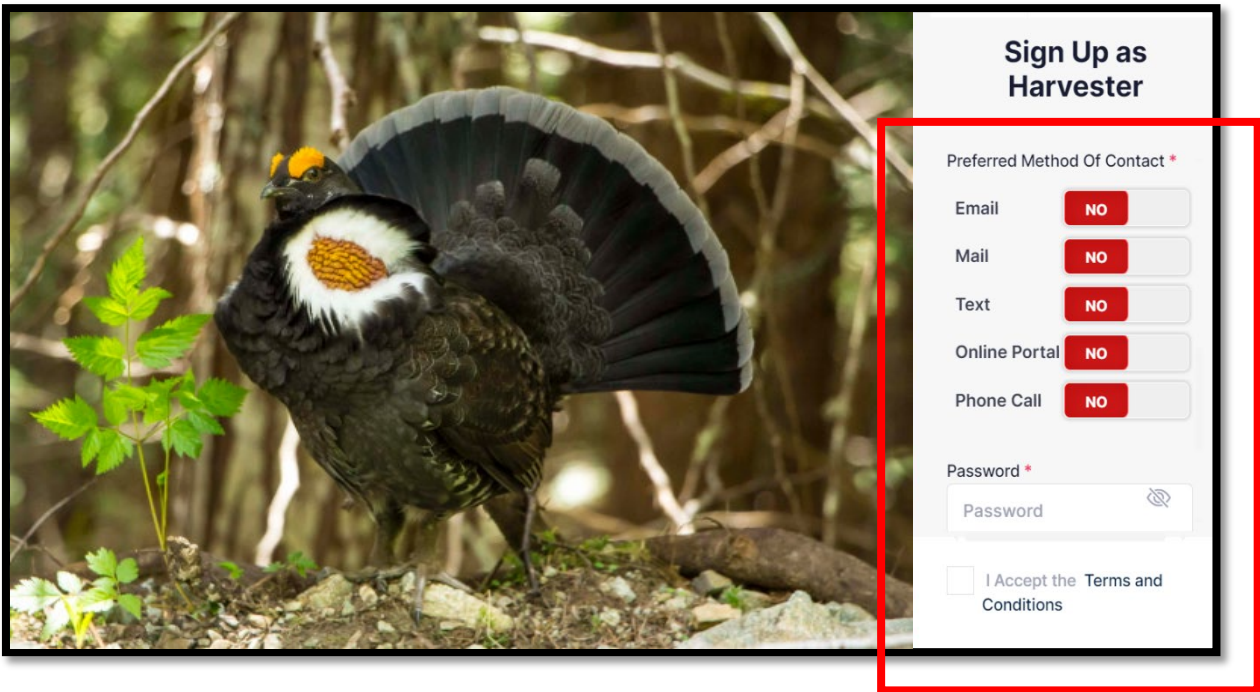 Sign Up as
Harvester
Preferred Method Of Contact *
Email NO
Mail NO
Text NO
Online Portal NO
Phone Call NO
Password *
Password
I Accept the Terms and
Conditions